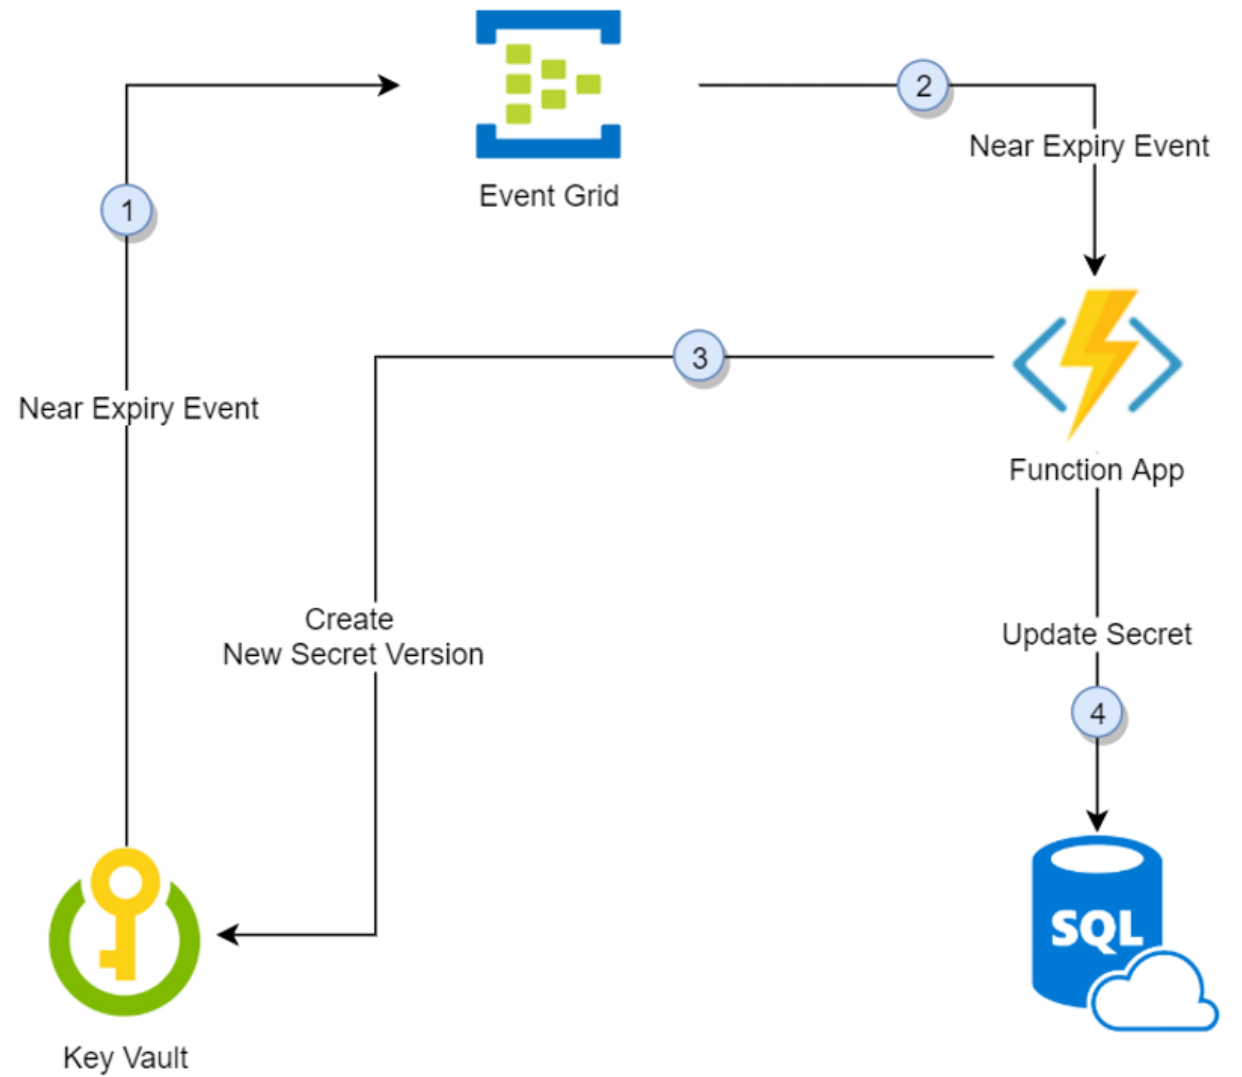 2
Near Expiry Event
Event Grid
1
3
Near Expiry Event
Function App
Create
New Secret Version
Update Secret
4
SQL
Key Vault